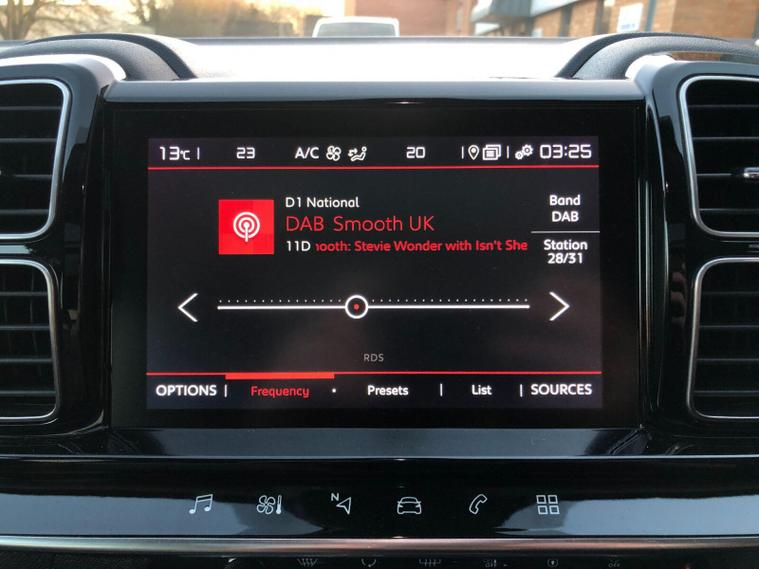 13°C | 23 A/C 20 | | 03:25
D1 National
DAB Smooth UK
11D ooth: Stevie Wonder with Isn't She
Band
DAB
Station
28/31
RDS
OPTIONS | Frequency • Presets | List | SOURCES
N